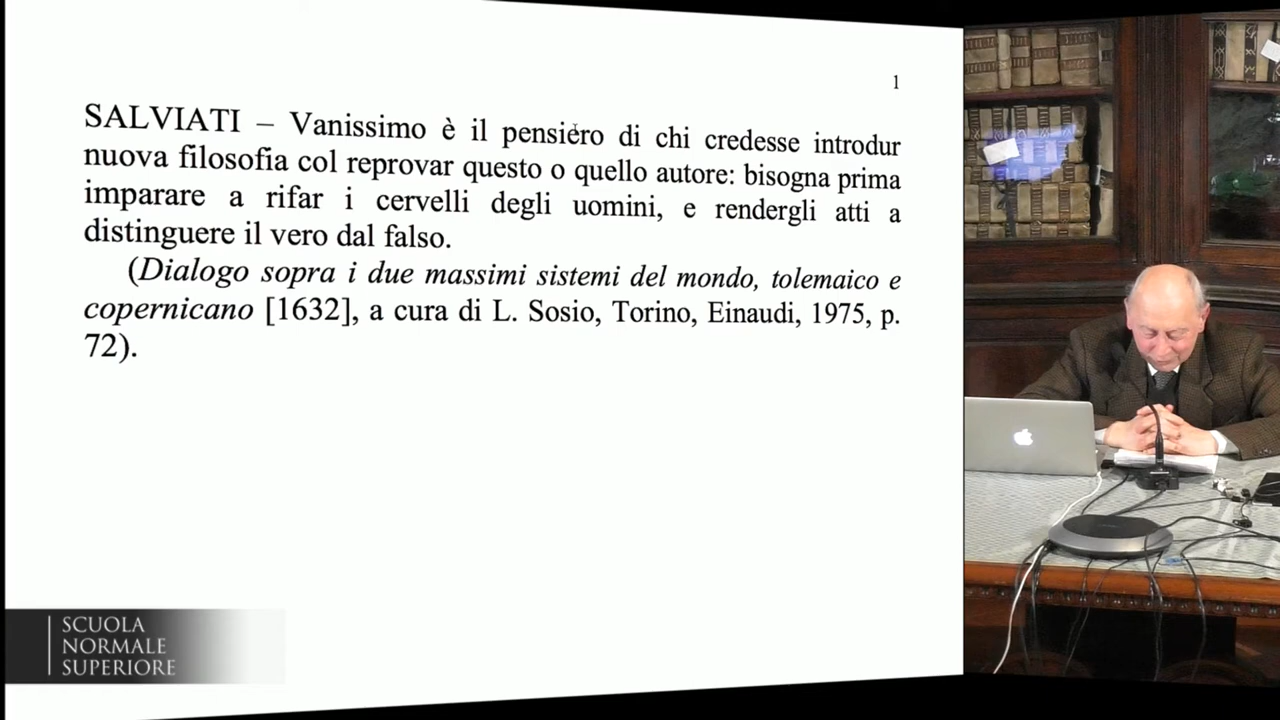 1
SALVIATI – Vanissimo è il pensiero di chi credesse introdur
nuova filosofia col reprovar questo o quello autore: bisogna prima
imparare a rifar i cervelli degli uomini, e rendergli atti a
distinguere il vero dal falso.
(Dialogo sopra i due massimi sistemi del mondo, tolemaico e
copernicano [1632], a cura di L. Sosio, Torino, Einaudi, 1975, p.
72).
SCUOLA
NORMALE
SUPERIORE